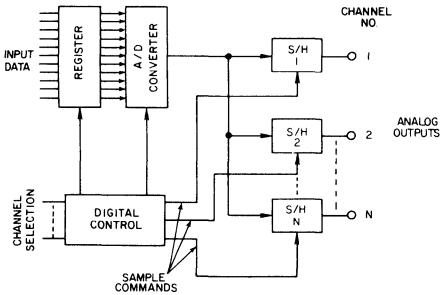 CHANNEL
NO.
INPUT
DATA
REGISTER
A/D
CONVERTER
S/H
1
1
S/H
2
2
ANALOG
OUTPUTS
S/H
N
N
CHANNEL
SELECTION
DIGITAL
CONTROL
SAMPLE
COMMANDS